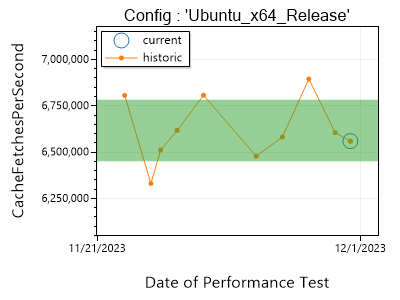 Config : 'Ubuntu_x64_Release'
current
historic
CacheFetchesPerSecond
7,000,000
6,750,000
6,500,000
6,250,000
11/21/2023
12/1/2023
Date of Performance Test